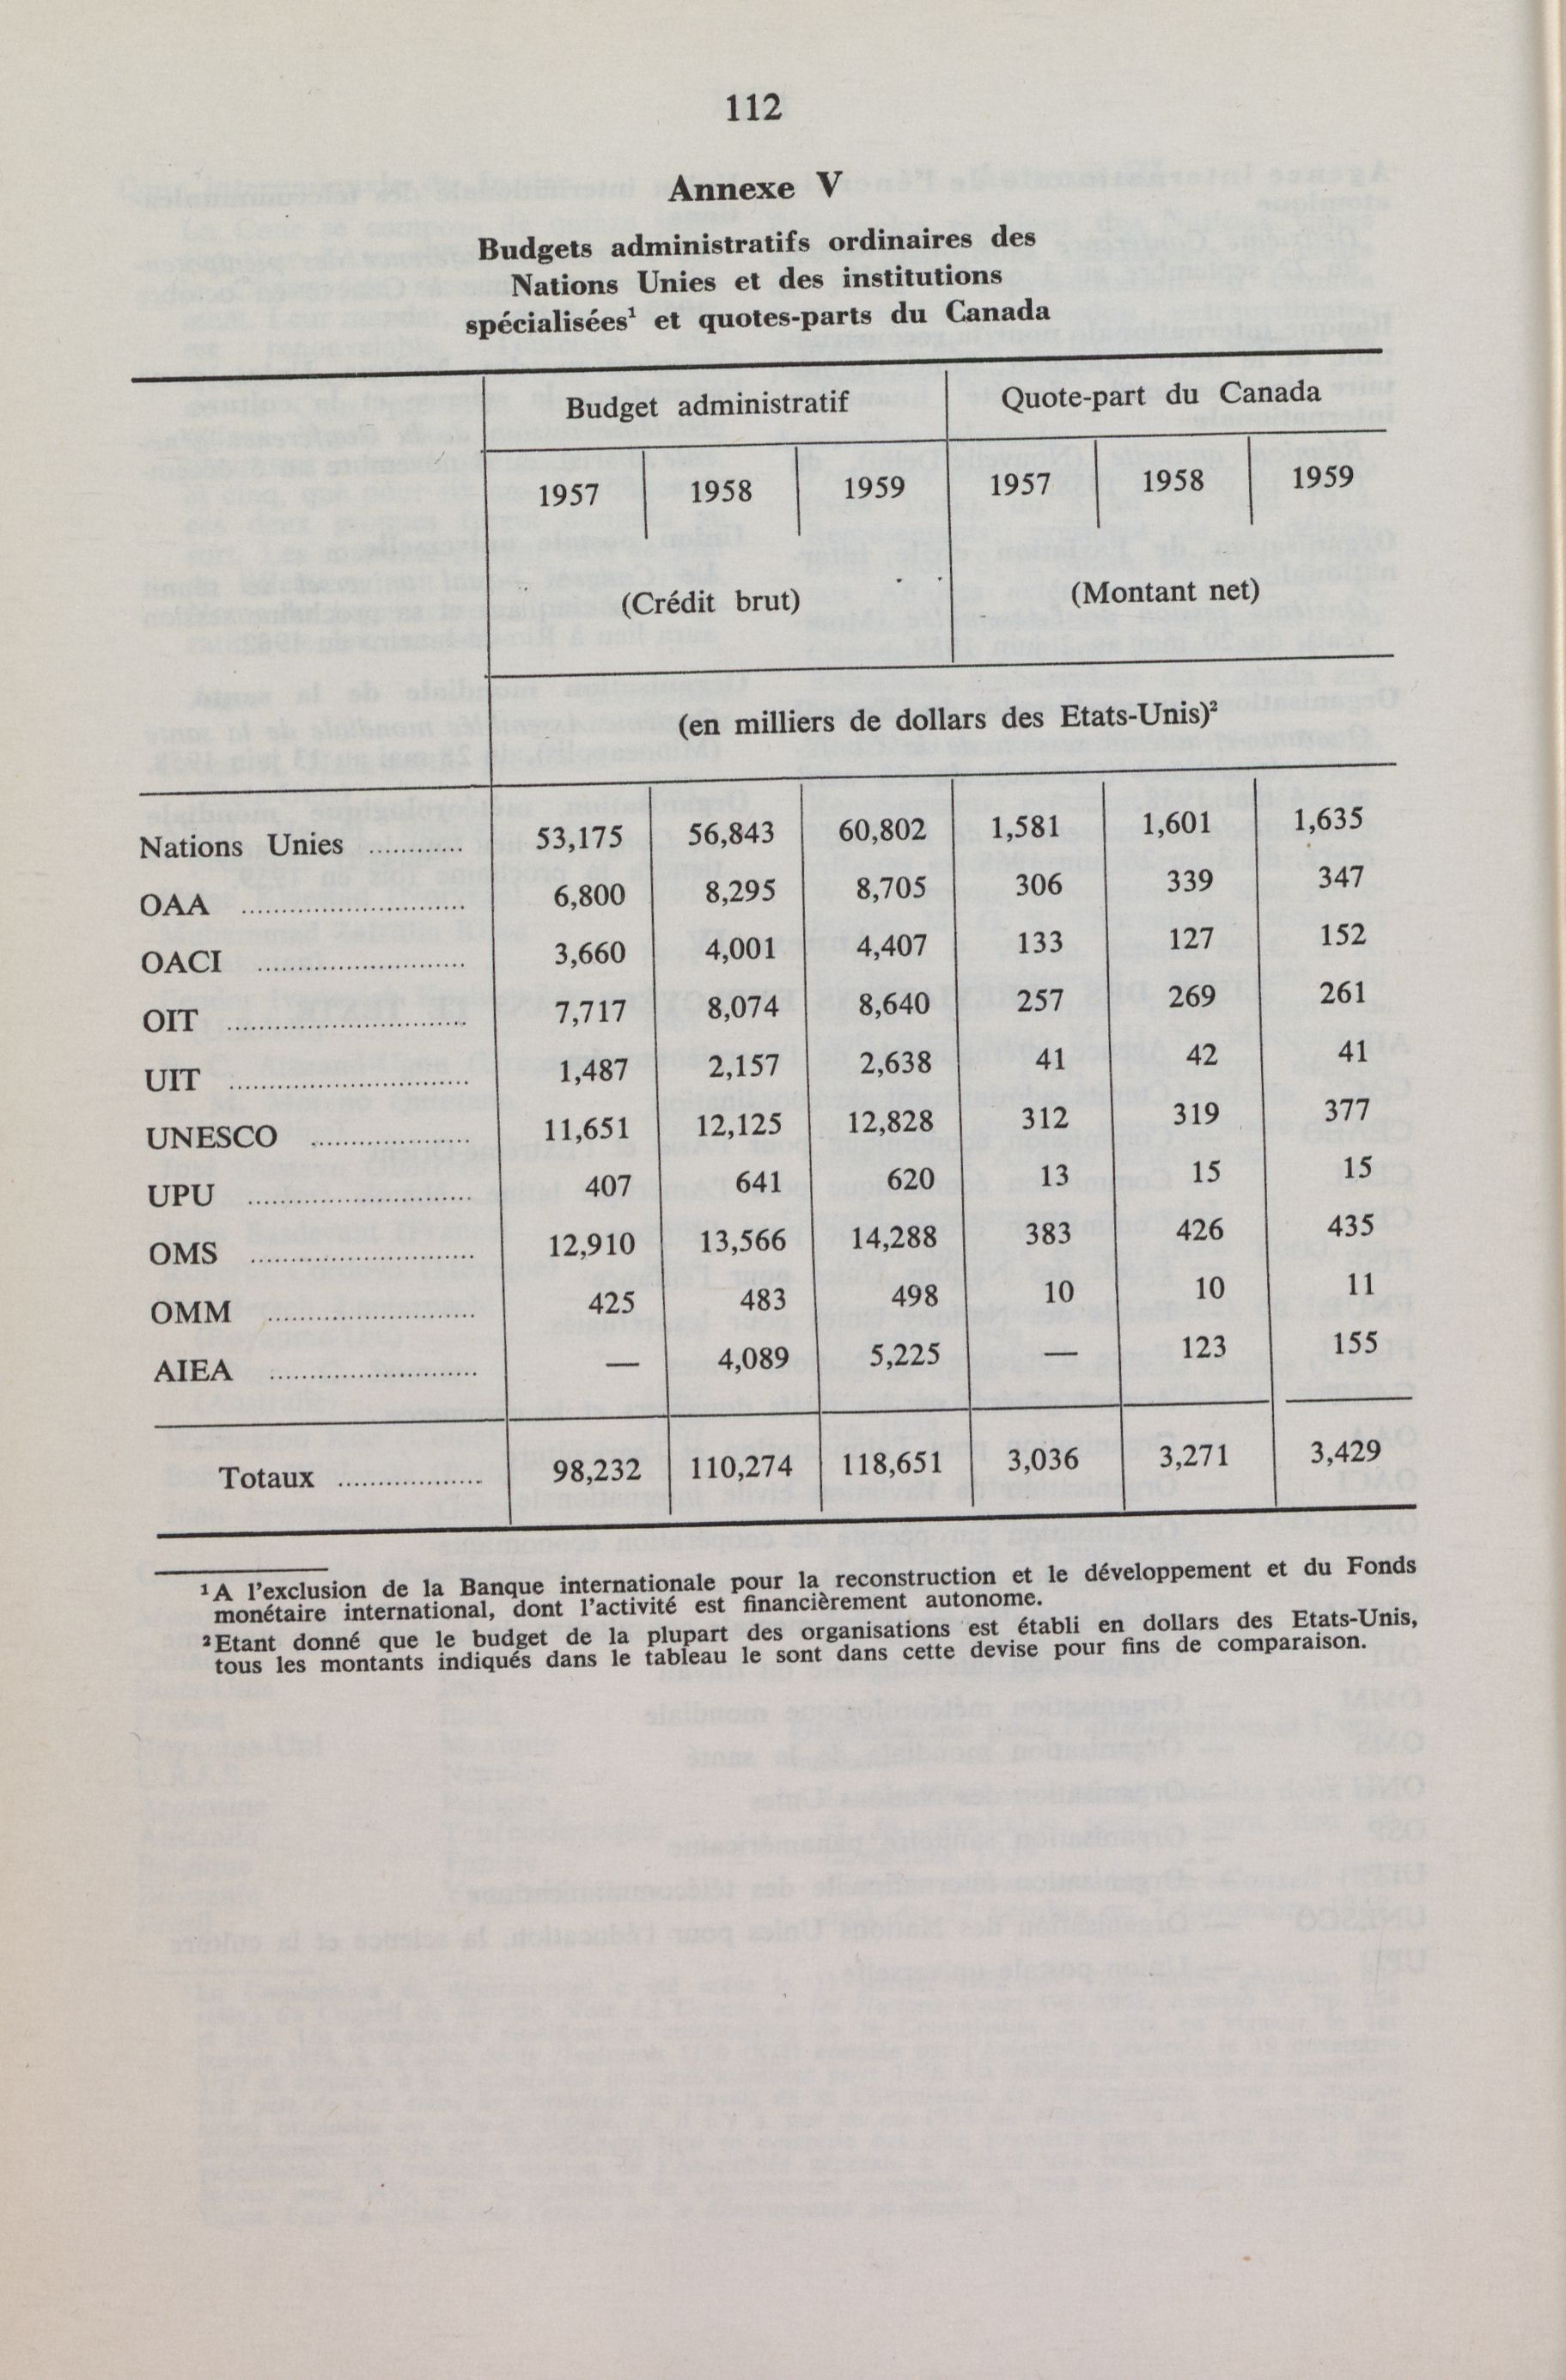 112
Annexe V
Budgets administratifs ordinaires des
Nations Unies et des institutions
spécialisées¹ et quotes-parts du Canada
Budget administratif Quote-part du Canada
1957 1958 1959 1957 1958 1959
(Crédit brut) (Montant net)
(en milliers de dollars des Etats-Unis)²
Nations Unies ............ 53,175 56,843 60,802 1,581 1,601 1,635
OAA ............................ 6,800 8,295 8,705 306 339 347
OACI .......................... 3,660 4,001 4,407 133 127 152
OIT .............................. 7,717 8,074 8,640 257 269 261
UIT .............................. 1,487 2,157 2,638 41 42 41
UNESCO .................... 11,651 12,125 12,828 312 319 377
UPU ............................ 407 641 620 13 15 15
OMS ............................ 12,910 13,566 14,288 383 426 435
OMM .......................... 425 483 498 10 10 11
AIEA .......................... — 4,089 5,225 — 123 155
Totaux .................. 98,232 110,274 118,651 3,036 3,271 3,429
¹A l'exclusion de la Banque internationale pour la reconstruction et le développement et du Fonds
monétaire international, dont l'activité est financièrement autonome.
²Etant donné que le budget de la plupart des organisations est établi en dollars des Etats-Unis,
tous les montants indiqués dans le tableau le sont dans cette devise pour fins de comparaison.